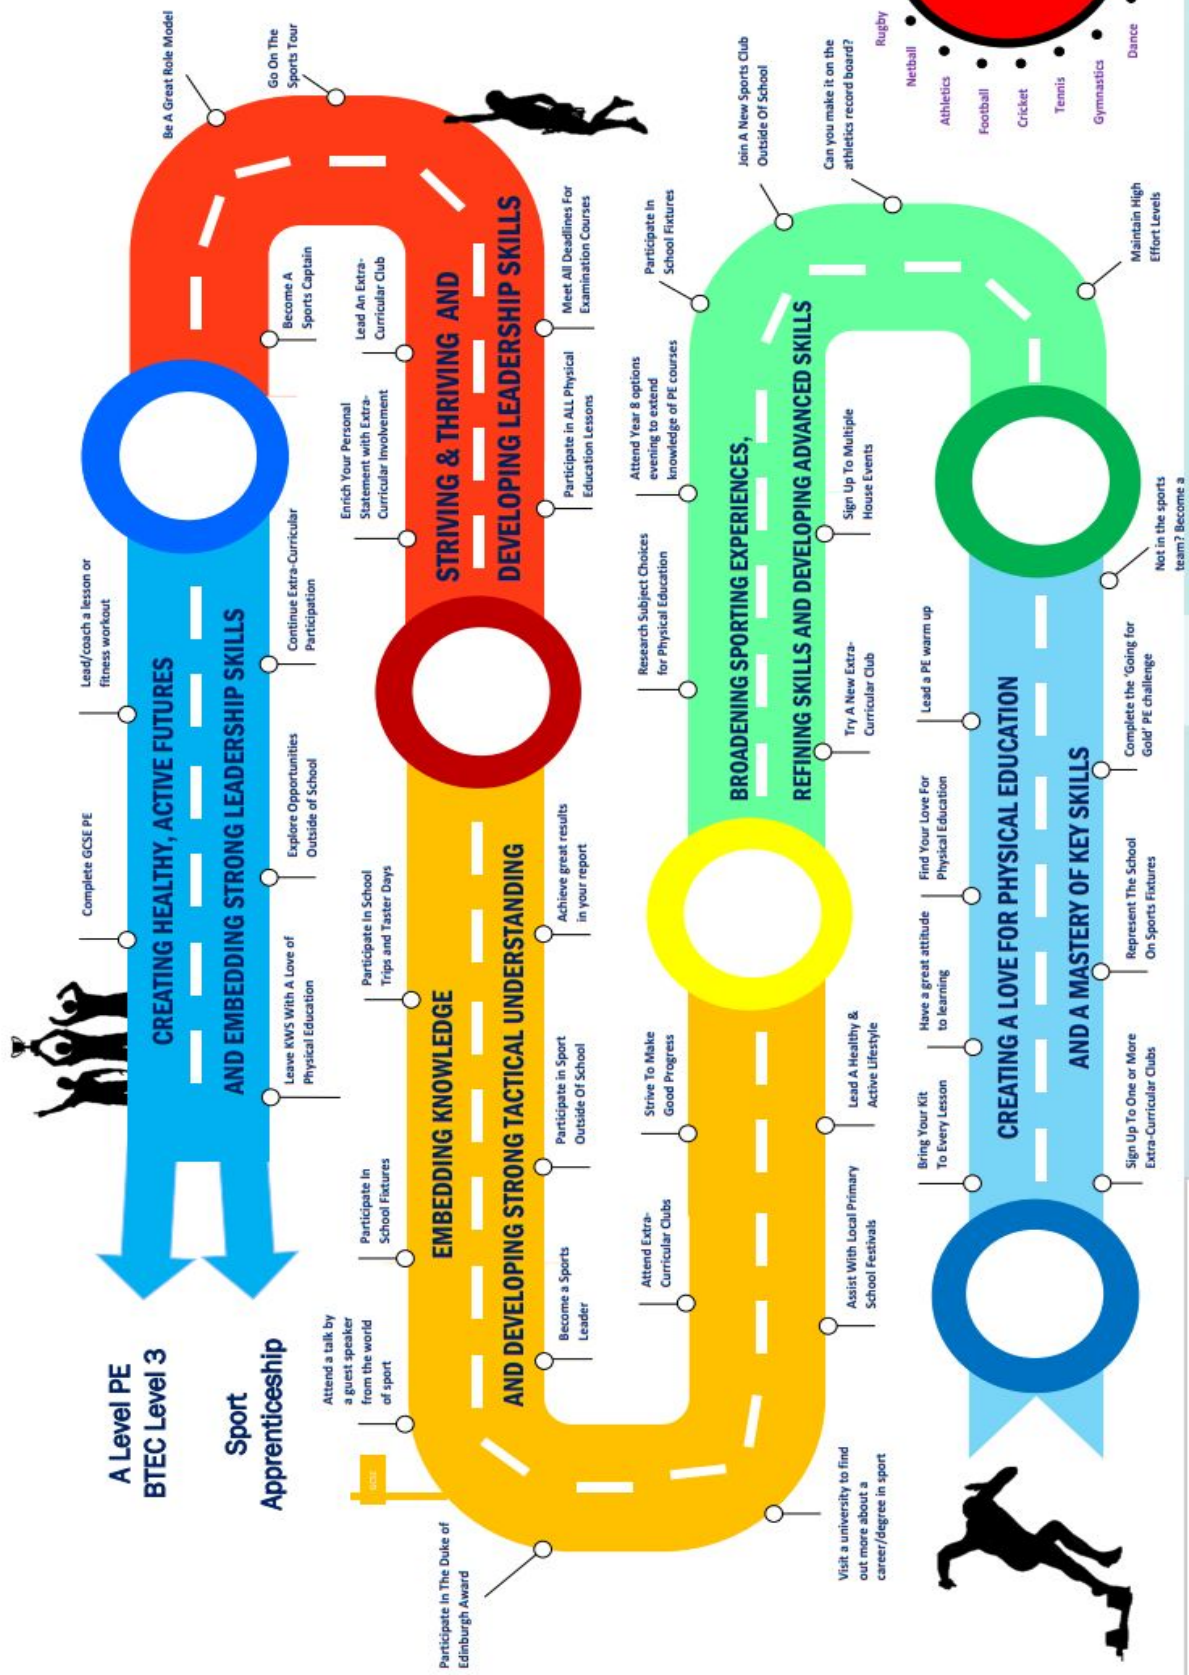 A Level PE
BTEC Level 3
Sport
Apprenticeship
Complete GCSE PE
Lead/coach a lesson or
fitness workout
CREATING HEALTHY, ACTIVE FUTURES
AND EMBEDDING STRONG LEADERSHIP SKILLS
Leave KWS With A Love of
Physical Education
Explore Opportunities
Outside of School
Continue Extra-Curricular
Participation
Become A
Sports Captain
Be A Great Role Model
Go On The
Sports Tour
Attend a talk by
a guest speaker
from the world
of sport
GCSE
Participate In
School Fixtures
Participate In School
Trips and Taster Days
Enrich Your Personal
Statement with Extra-
Curricular Involvement
Lead An Extra-
Curricular Club
EMBEDDING KNOWLEDGE
AND DEVELOPING STRONG TACTICAL UNDERSTANDING
STRIVING & THRIVING AND
DEVELOPING LEADERSHIP SKILLS
Participate In The Duke of
Edinburgh Award
Become a Sports
Leader
Participate in Sport
Outside Of School
Achieve great results
in your report
Participate in ALL Physical
Education Lessons
Meet All Deadlines For
Examination Courses
Attend Extra-
Curricular Clubs
Strive To Make
Good Progress
Research Subject Choices
for Physical Education
Attend Year 8 options
evening to extend
knowledge of PE courses
Participate In
School Fixtures
Join A New Sports Club
Outside Of School
BROADENING SPORTING EXPERIENCES,
REFINING SKILLS AND DEVELOPING ADVANCED SKILLS
Can you make it on the
athletics record board?
Visit a university to find
out more about a
career/degree in sport
Assist With Local Primary
School Festivals
Lead A Healthy &
Active Lifestyle
Try A New Extra-
Curricular Club
Sign Up To Multiple
House Events
Bring Your Kit
To Every Lesson
Have a great attitude
to learning
Find Your Love For
Physical Education
Lead a PE warm up
CREATING A LOVE FOR PHYSICAL EDUCATION
AND A MASTERY OF KEY SKILLS
Sign Up To One or More
Extra-Curricular Clubs
Represent The School
On Sports Fixtures
Complete the 'Going for
Gold' PE challenge
Not in the sports
team? Become a
Maintain High
Effort Levels
Rugby
Netball
Athletics
Football
Cricket
Tennis
Gymnastics
Dance